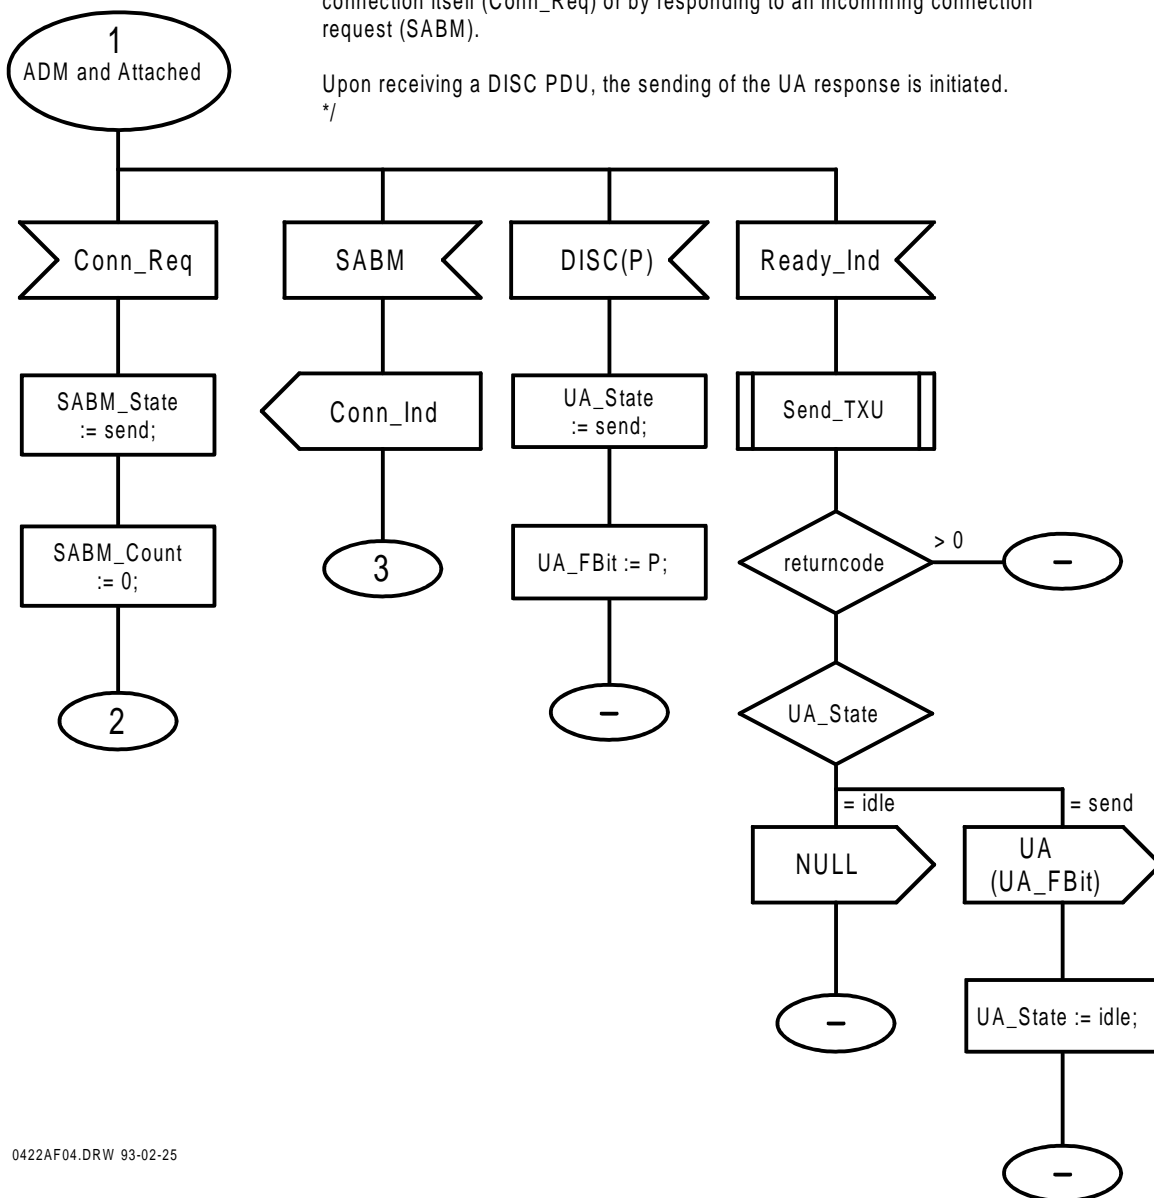 connection itself (Conn_Req) or by responding to an incomming connection
request (SABM).
Upon receiving a DISC PDU, the sending of the UA response is initiated.
*/
1
ADM and Attached
Conn_Req
SABM
DISC(P)
Ready_Ind
SABM_State
:= send;
Conn_Ind
UA_State
:= send;
Send_TXU
SABM_Count
:= 0;
3
UA_FBit := P;
returncode
> 0
–
2
–
UA_State
= idle
= send
NULL
UA
(UA_FBit)
–
UA_State := idle;
–
0422AF04.DRW 93-02-25